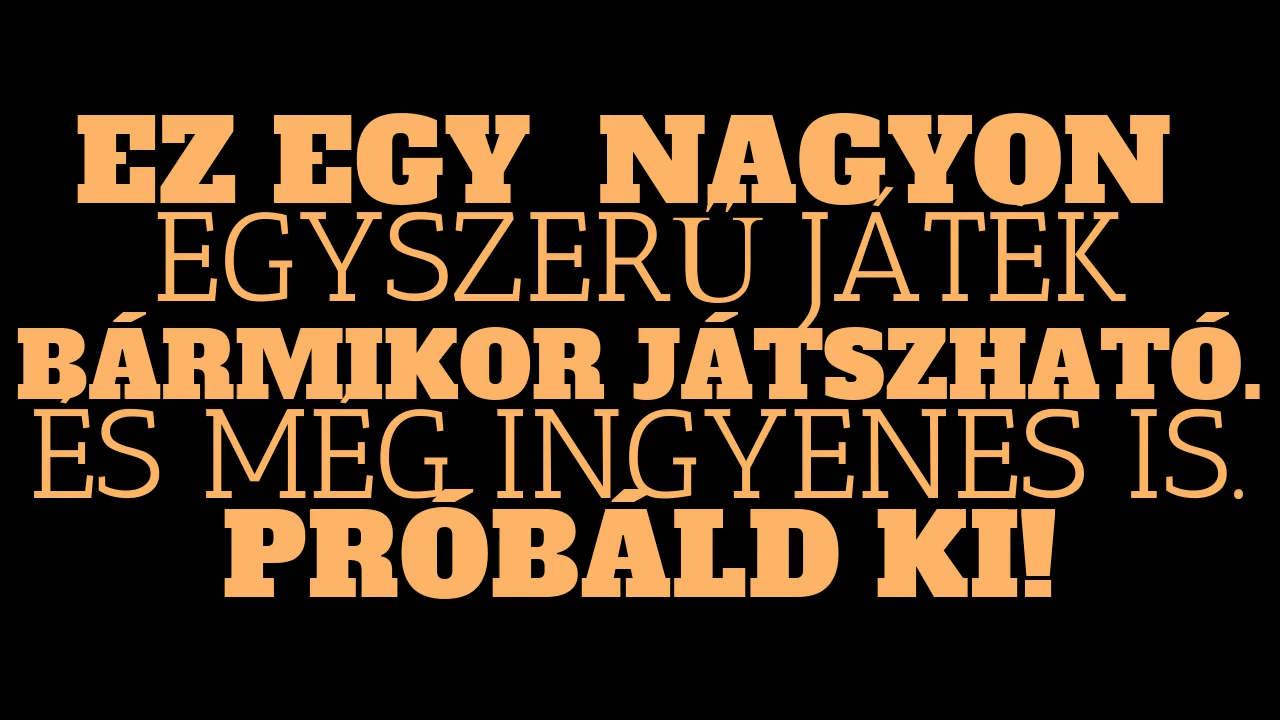 EZ EGY NAGYON
EGYSZERŰ JÁTÉK
BÁRMIKOR JÁTSZHATÓ.
ÉS MÉG INGYENES IS.
PRÓBÁLD KI!